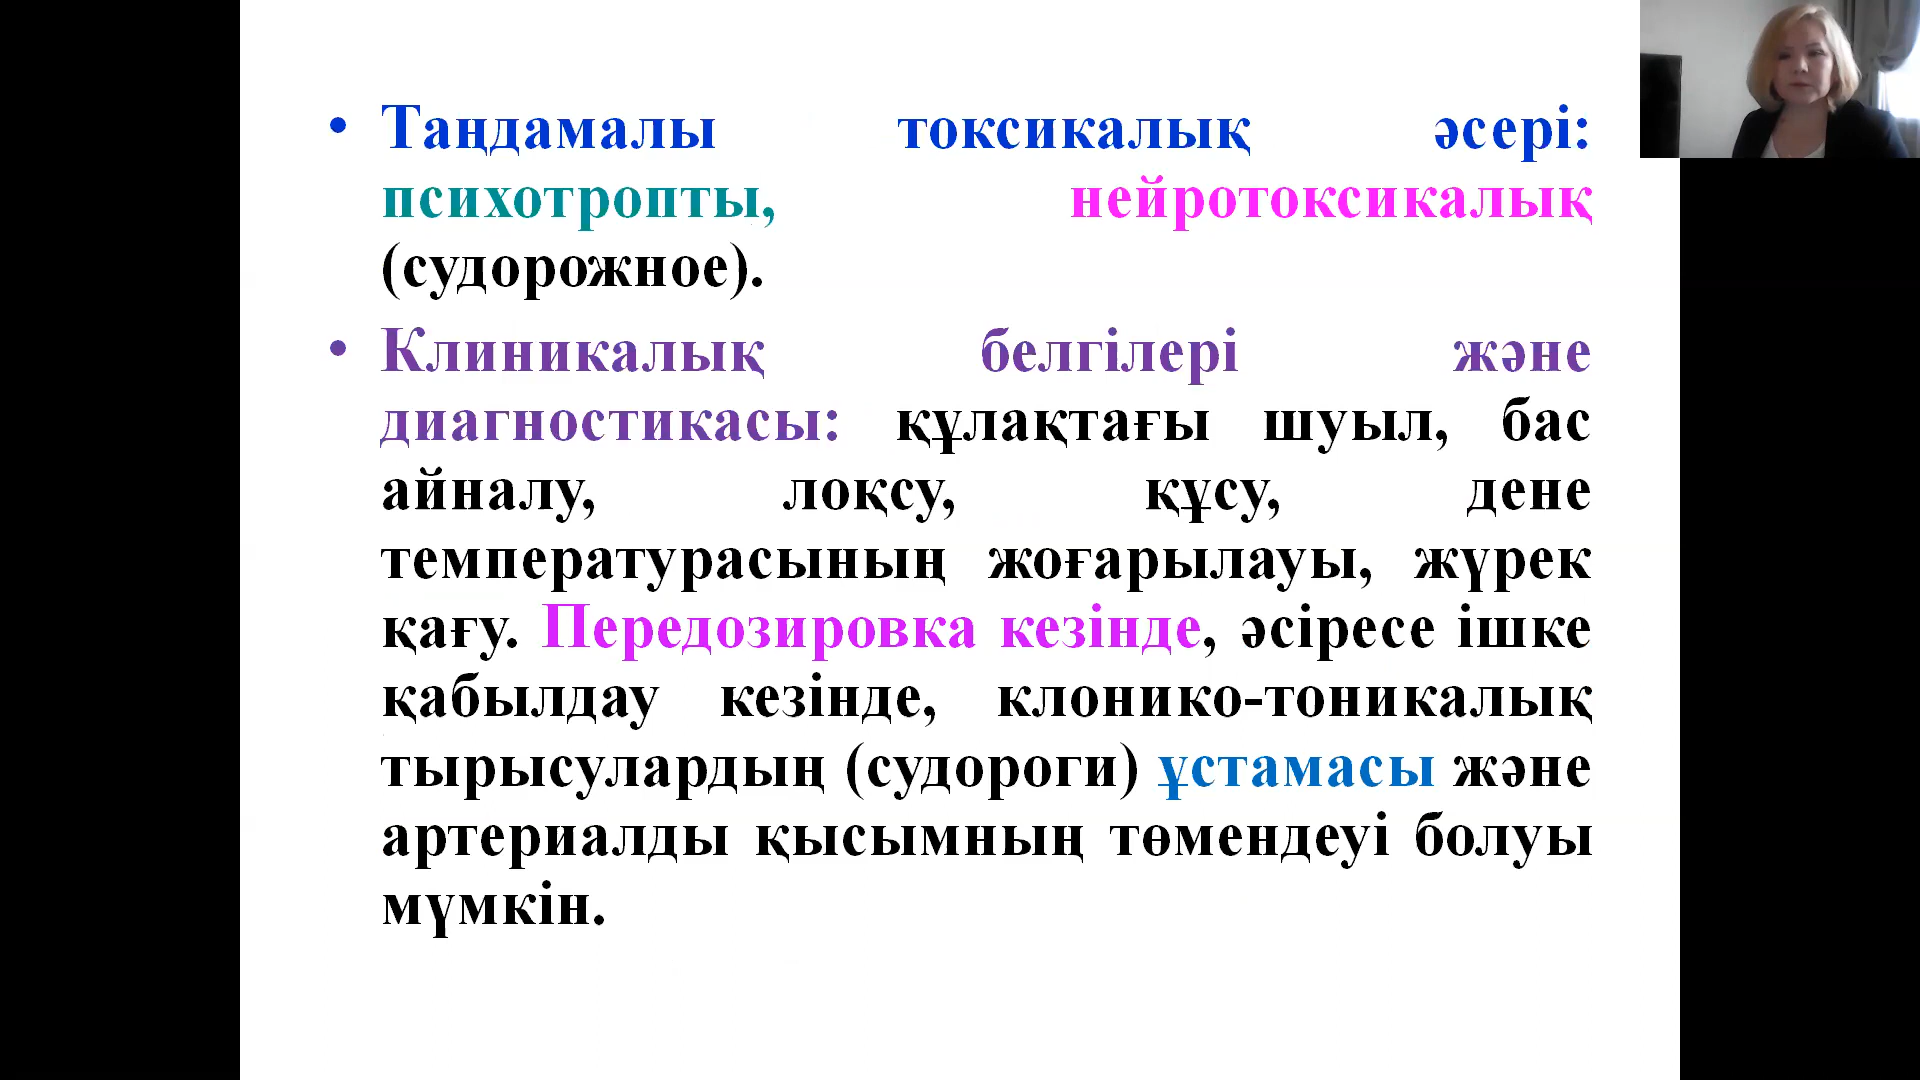 • Таңдамалы токсикалық әсері:
психотропты, нейротоксикалық
(судорожное).
• Клиникалық белгілері және
диагностикасы: құлақтағы шуыл, бас
айналу, лоқсу, құсу, дене
температурасының жоғарылауы, жүрек
қағу. Передозировка кезінде, әсіресе ішке
қабылдау кезінде, клонико-тоникалық
тырысулардың (судороги) ұстамасы және
артериалды қысымның төмендеуі болуы
мүмкін.